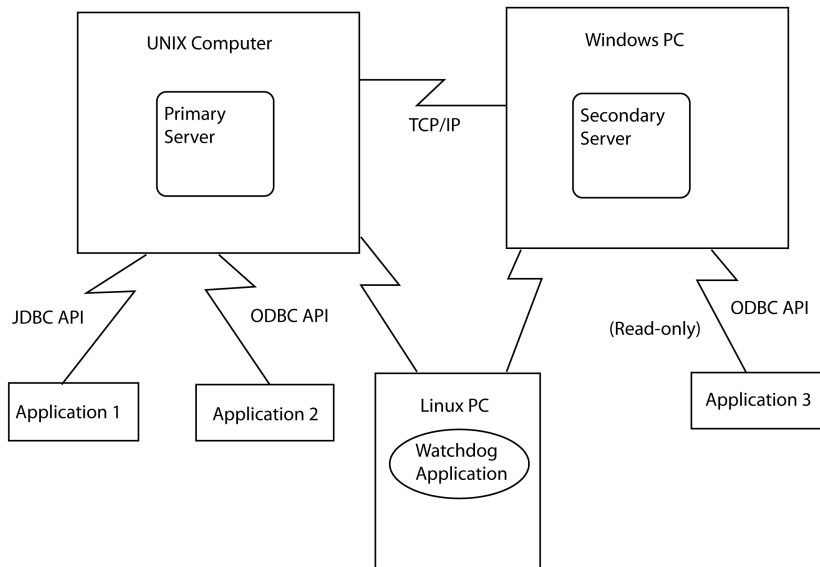 UNIX Computer
Windows PC
Primary
Server
Secondary
Server
TCP/IP
JDBC API
ODBC API
(Read-only)
ODBC API
Application 1
Application 2
Linux PC
Application 3
Watchdog
Application